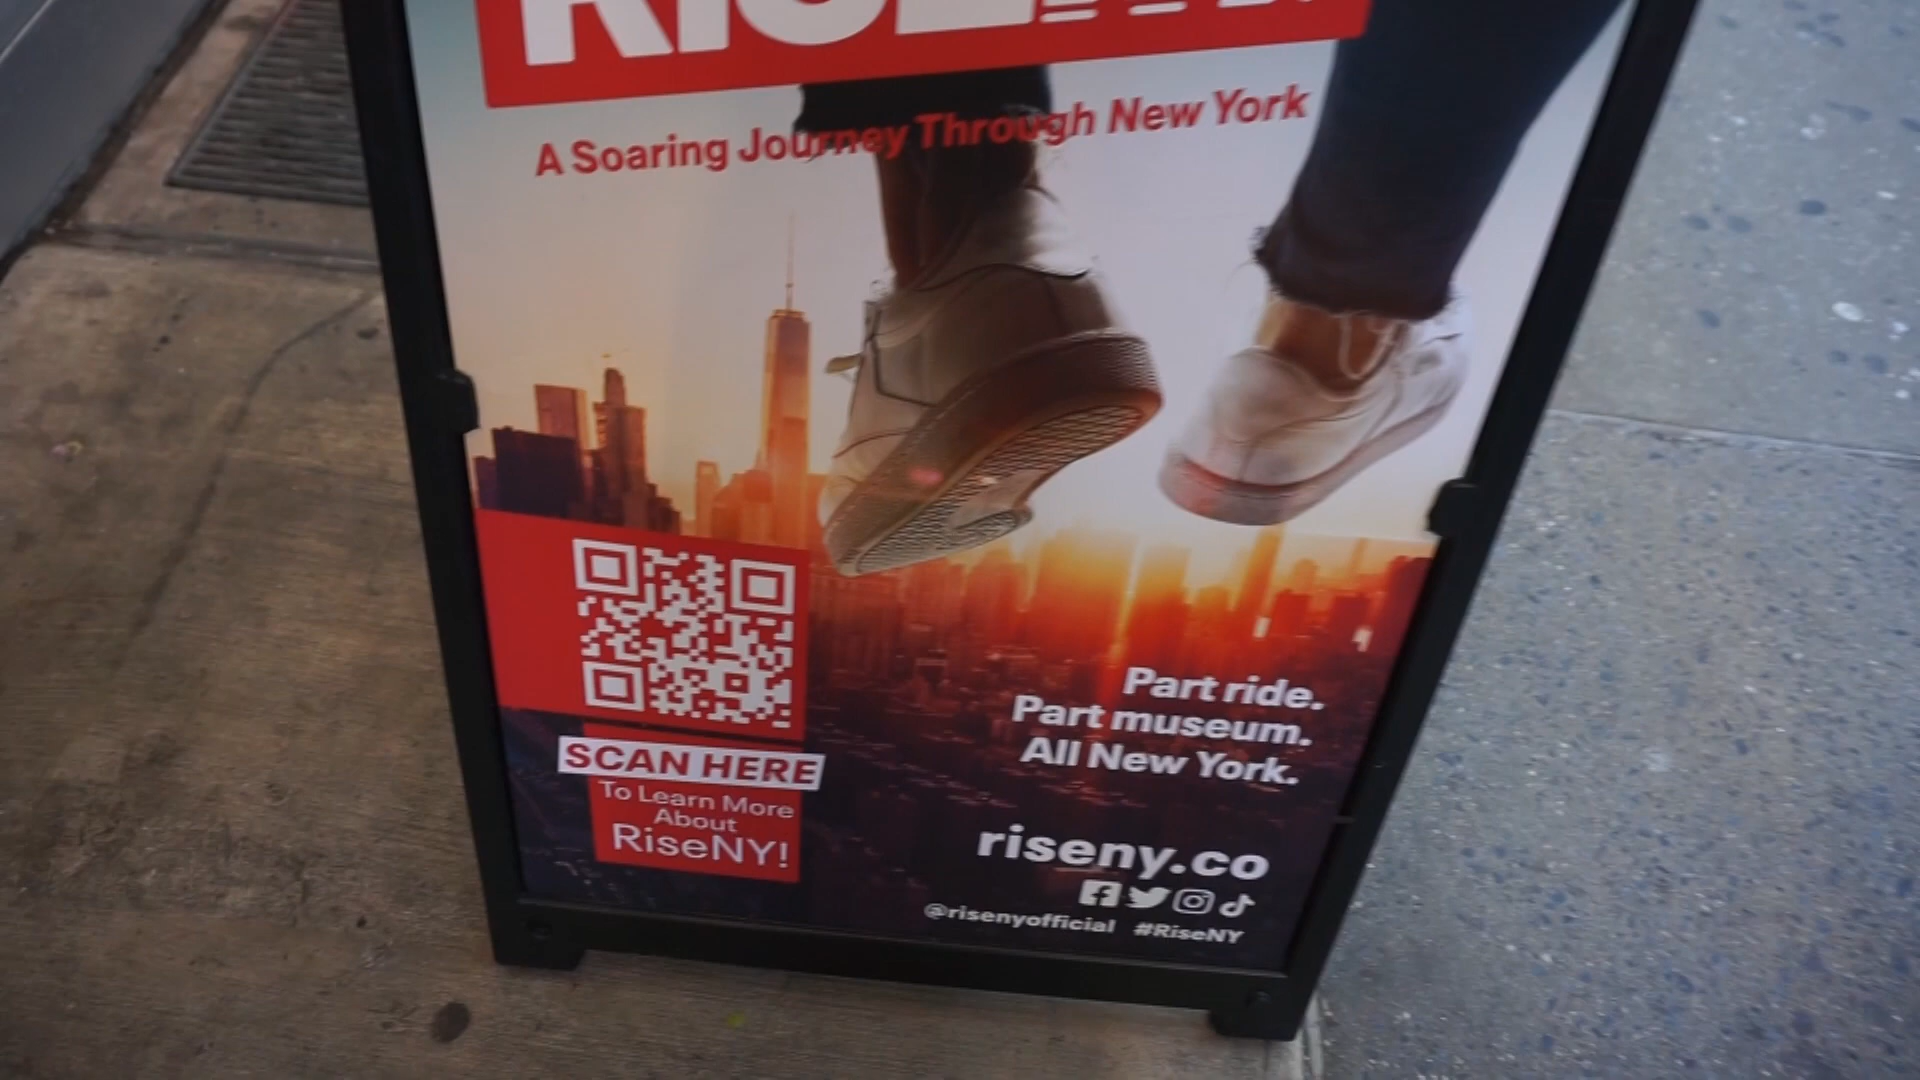 RISE
A Soaring Journey Through New York
Part ride.
Part museum.
All New York.
SCAN HERE
To Learn More
About
RiseNY!
riseny.co
@risenyofficial #RiseNY